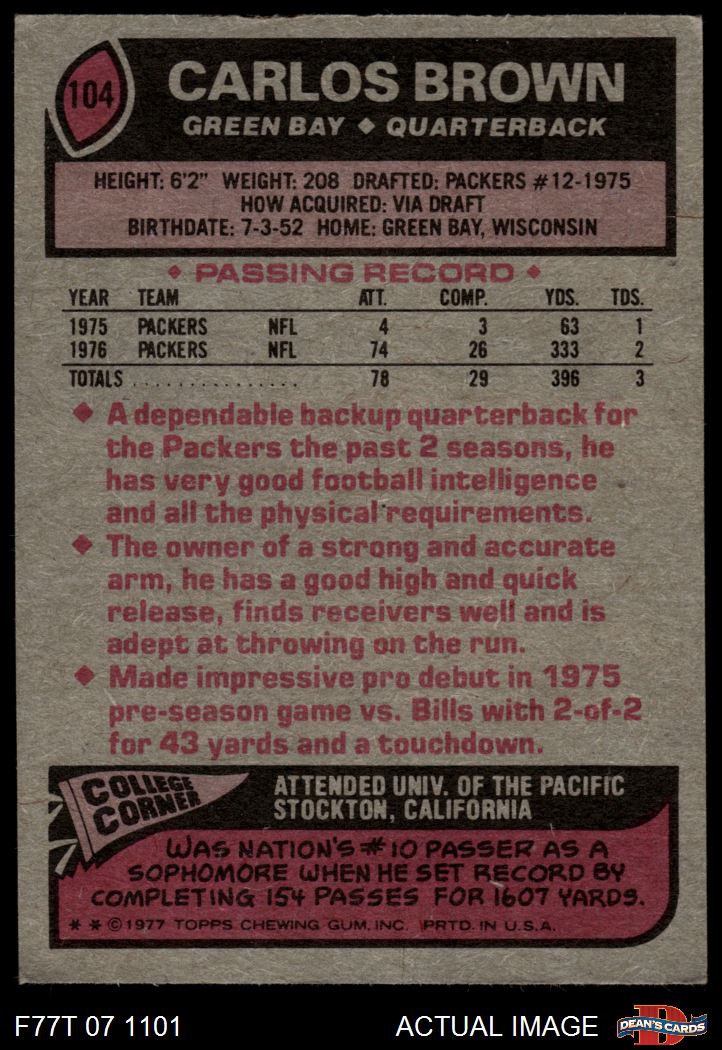 104
CARLOS BROWN
GREEN BAY ◆ QUARTERBACK
HEIGHT: 6'2" WEIGHT: 208 DRAFTED: PACKERS #12-1975
HOW ACQUIRED: VIA DRAFT
BIRTHDATE: 7-3-52 HOME: GREEN BAY, WISCONSIN
◆ PASSING RECORD ◆
YEAR TEAM ATT. COMP. YDS. TDS.
1975 PACKERS NFL 4 3 63 1
1976 PACKERS NFL 74 26 333 2
TOTALS . . . . . . . . . . . . . . . 78 29 396 3
◆ A dependable backup quarterback for
the Packers the past 2 seasons, he
has very good football intelligence
and all the physical requirements.
◆ The owner of a strong and accurate
arm, he has a good high and quick
release, finds receivers well and is
adept at throwing on the run.
◆ Made impressive pro debut in 1975
pre-season game vs. Bills with 2-of-2
for 43 yards and a touchdown.
COLLEGE
CORNER
ATTENDED UNIV. OF THE PACIFIC
STOCKTON, CALIFORNIA
WAS NATION'S #10 PASSER AS A
SOPHOMORE WHEN HE SET RECORD BY
COMPLETING 154 PASSES FOR 1607 YARDS.
* * © 1977 TOPPS CHEWING GUM, INC. PRTD. IN U.S.A.
F77T 07 1101 ACTUAL IMAGE
D
DEAN'S CARDS